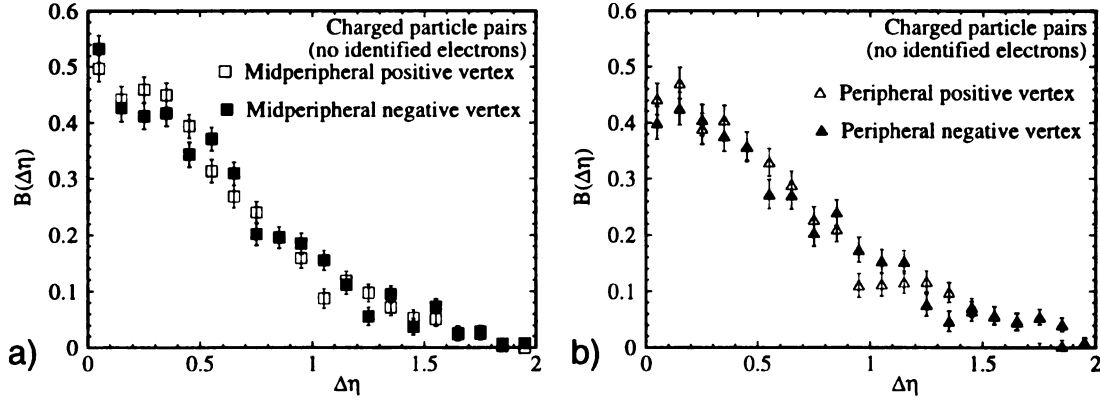 Charged particle pairs
(no identified electrons)
Midperipheral positive vertex
Midperipheral negative vertex
B(Δη)
0.6
0.5
0.4
0.3
0.2
0.1
0
0
0.5
1
1.5
2
Δη
a)
Charged particle pairs
(no identified electrons)
Peripheral positive vertex
Peripheral negative vertex
B(Δη)
0.6
0.5
0.4
0.3
0.2
0.1
0
0
0.5
1
1.5
2
Δη
b)